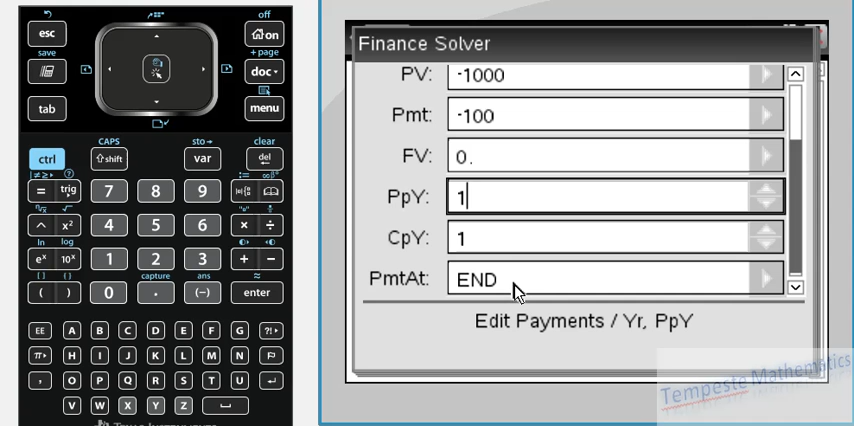 off
esc
on
save
+ page
doc
tab
menu
CAPS
sto→
clear
ctrl
⇧shift
var
del
= trig 7 8 9
^ x² 4 5 6 × ÷
ln log
eˣ 10ˣ 1 2 3 + −
[ ] { }
capture
ans
≈
( ) 0 . (−) enter
EE A B C D E F G ?!▸
π▸ H I J K L M N
, O P Q R S T U
V W X Y Z
Finance Solver
PV: -1000
Pmt: -100
FV: 0.
PpY: 1
CpY: 1
PmtAt: END
Edit Payments / Yr, PpY
Tempeste Mathematics